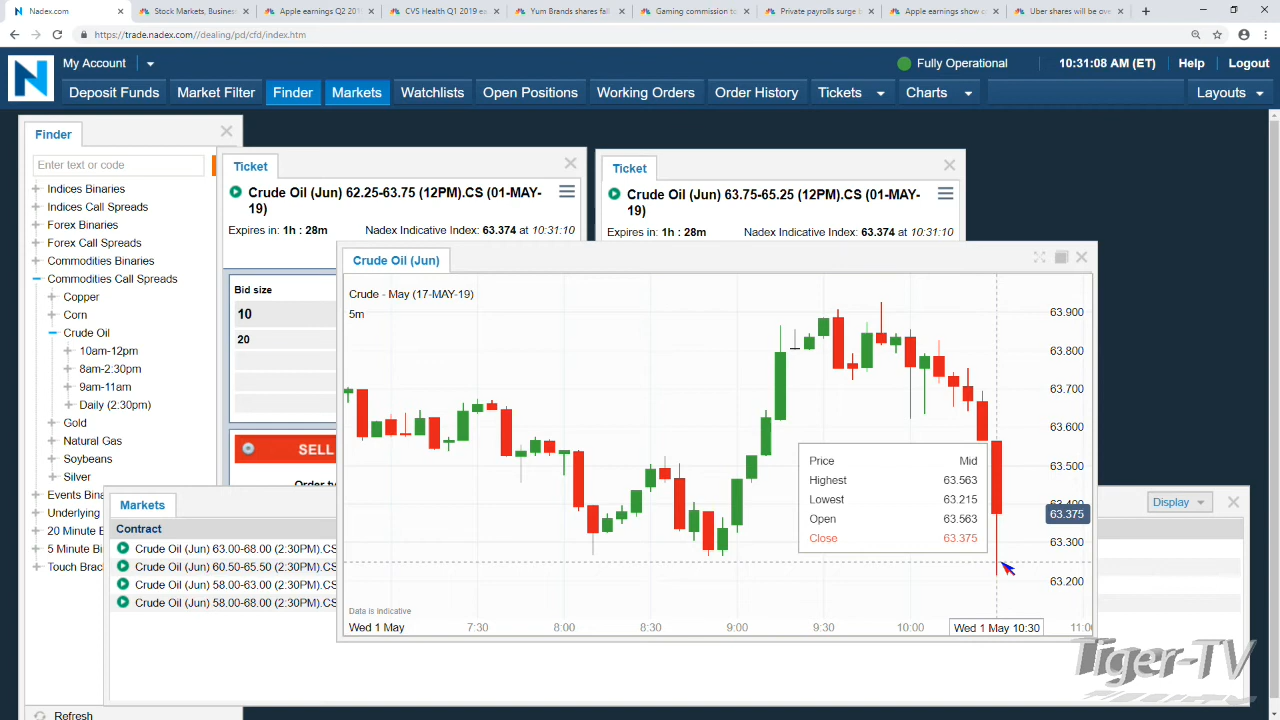 Nadex.com
Stock Markets, Busines
Apple earnings Q2 2019
CVS Health Q1 2019 ea
Yum Brands shares fal
Gaming commission to
Private payrolls surge
Apple earnings show
Uber shares will be ove
https://trade.nadex.com//dealing/pd/cfd/index.htm
My Account
Fully Operational
10:31:08 AM (ET)
Help
Logout
Deposit Funds
Market Filter
Finder
Markets
Watchlists
Open Positions
Working Orders
Order History
Tickets
Charts
Layouts
Finder
Enter text or code
Indices Binaries
Indices Call Spreads
Forex Binaries
Forex Call Spreads
Commodities Binaries
Commodities Call Spreads
Copper
Corn
Crude Oil
10am-12pm
8am-2:30pm
9am-11am
Daily (2:30pm)
Gold
Natural Gas
Soybeans
Silver
Events Bina
Underlying
20 Minute B
5 Minute Bi
Touch Brac
Refresh
Ticket
Crude Oil (Jun) 62.25-63.75 (12PM).CS (01-MAY-
19)
Expires in: 1h : 28m
Nadex Indicative Index: 63.374 at 10:31:10
Bid size
10
20
SELL
Order type
Ticket
Crude Oil (Jun) 63.75-65.25 (12PM).CS (01-MAY-
19)
Expires in: 1h : 28m
Nadex Indicative Index: 63.374 at 10:31:10
Crude Oil (Jun)
Crude - May (17-MAY-19)
5m
63.900
63.800
63.700
63.600
63.500
63.400
63.375
63.300
63.200
Price Mid
Highest 63.563
Lowest 63.215
Open 63.563
Close 63.375
Data is Indicative
Wed 1 May
7:30
8:00
8:30
9:00
9:30
10:00
Wed 1 May 10:30
11:0
Markets
Display
Contract
Crude Oil (Jun) 63.00-68.00 (2:30PM).CS
Crude Oil (Jun) 60.50-65.50 (2:30PM).CS
Crude Oil (Jun) 58.00-63.00 (2:30PM).CS
Crude Oil (Jun) 58.00-68.00 (2:30PM).CS
Tiger-TV